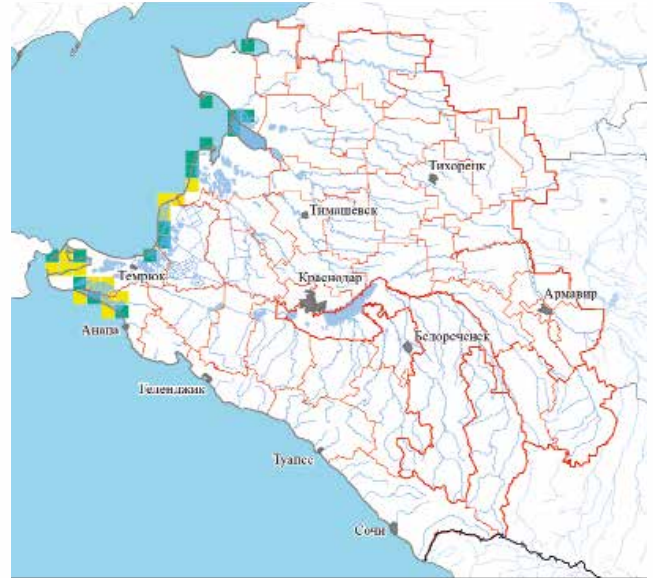 Тихорецк
Тимашевск
Темрюк
Краснодар
Армавир
Анапа
Белореченск
Геленджик
Туапсе
Сочи